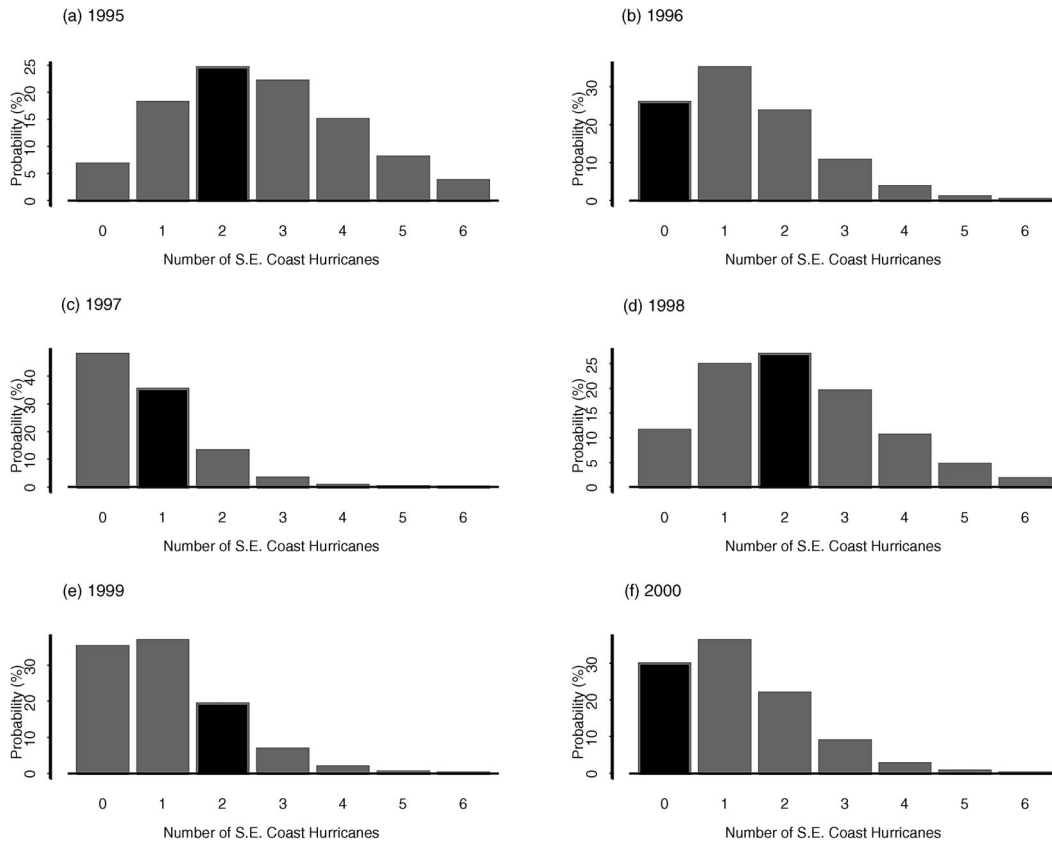 (a) 1995
Probability (%)
0 5 10 15 20 25
0 1 2 3 4 5 6
Number of S.E. Coast Hurricanes
(b) 1996
Probability (%)
0 10 20 30
0 1 2 3 4 5 6
Number of S.E. Coast Hurricanes
(c) 1997
Probability (%)
0 10 20 30 40
0 1 2 3 4 5 6
Number of S.E. Coast Hurricanes
(d) 1998
Probability (%)
0 5 10 15 20 25
0 1 2 3 4 5 6
Number of S.E. Coast Hurricanes
(e) 1999
Probability (%)
0 10 20 30
0 1 2 3 4 5 6
Number of S.E. Coast Hurricanes
(f) 2000
Probability (%)
0 10 20 30
0 1 2 3 4 5 6
Number of S.E. Coast Hurricanes